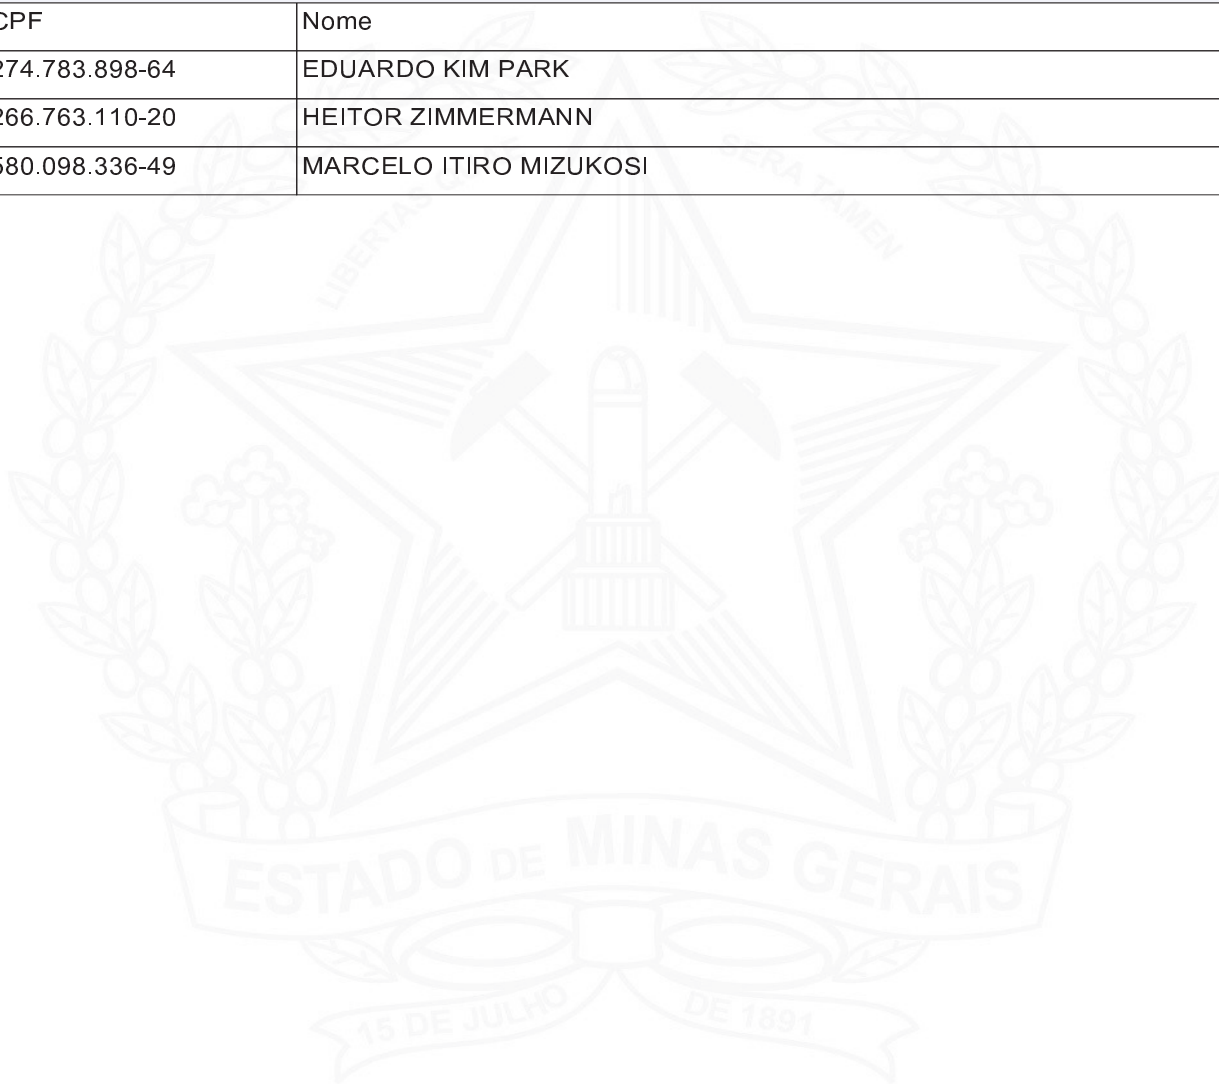 CPF Nome
274.783.898-64 EDUARDO KIM PARK
266.763.110-20 HEITOR ZIMMERMANN
580.098.336-49 MARCELO ITIRO MIZUKOSI
LIBERTAS QUE SERA TAMEN
ESTADO DE MINAS GERAIS
15 DE JULHO DE 1891